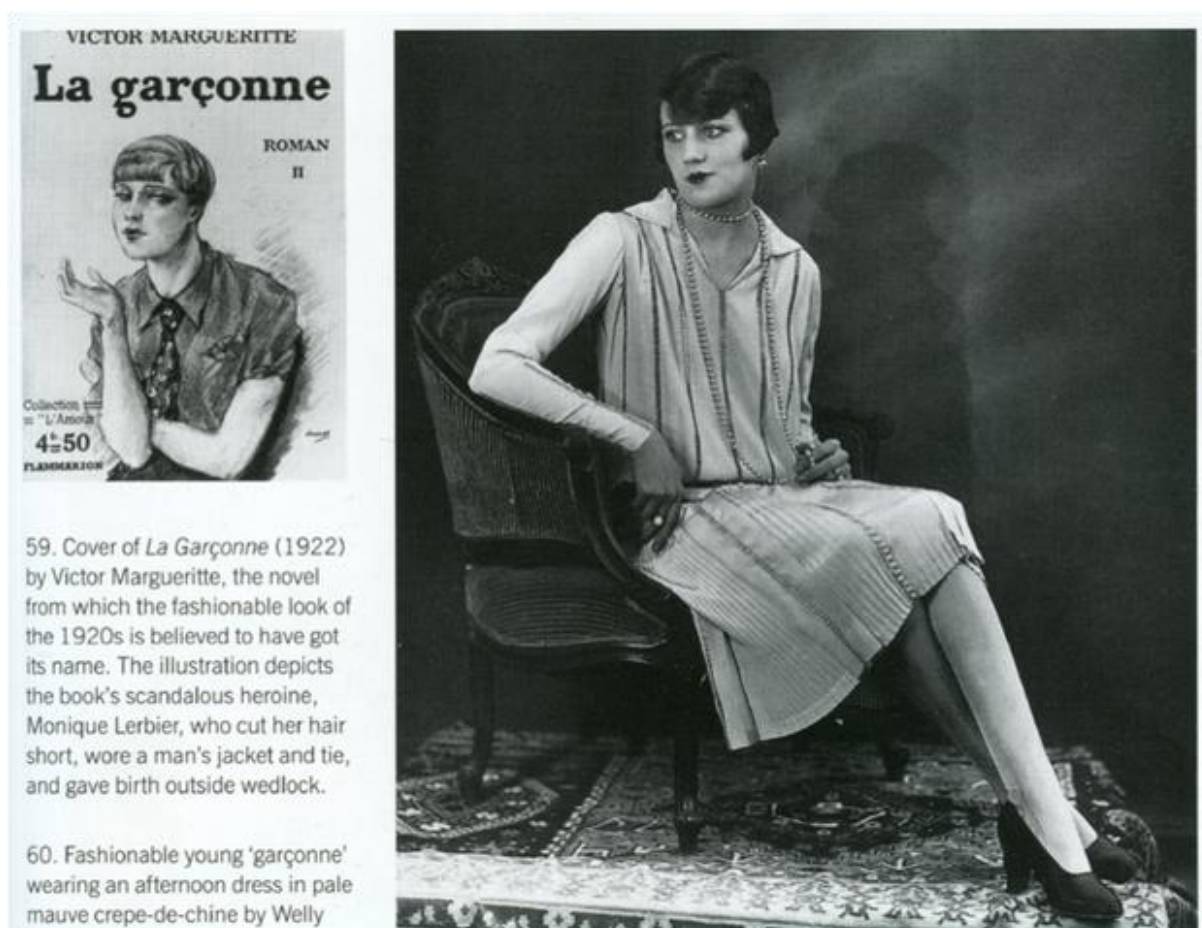 VICTOR MARGUERITTE
La garçonne
ROMAN
II
Collection
"L'Amour"
4 50
FLAMMARION
59. Cover of La Garçonne (1922)
by Victor Margueritte, the novel
from which the fashionable look of
the 1920s is believed to have got
its name. The illustration depicts
the book's scandalous heroine,
Monique Lerbier, who cut her hair
short, wore a man's jacket and tie,
and gave birth outside wedlock.
60. Fashionable young 'garçonne'
wearing an afternoon dress in pale
mauve crepe-de-chine by Welly